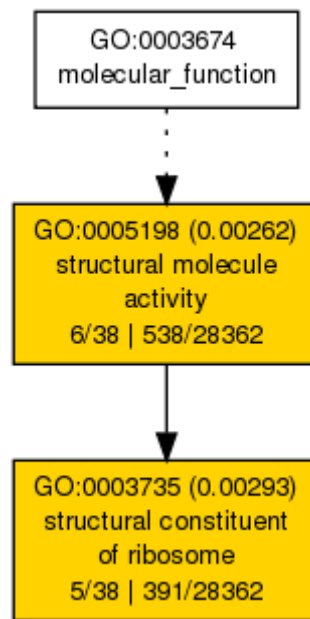 GO:0003674
molecular_function
GO:0005198 (0.00262)
structural molecule
activity
6/38 | 538/28362
GO:0003735 (0.00293)
structural constituent
of ribosome
5/38 | 391/28362